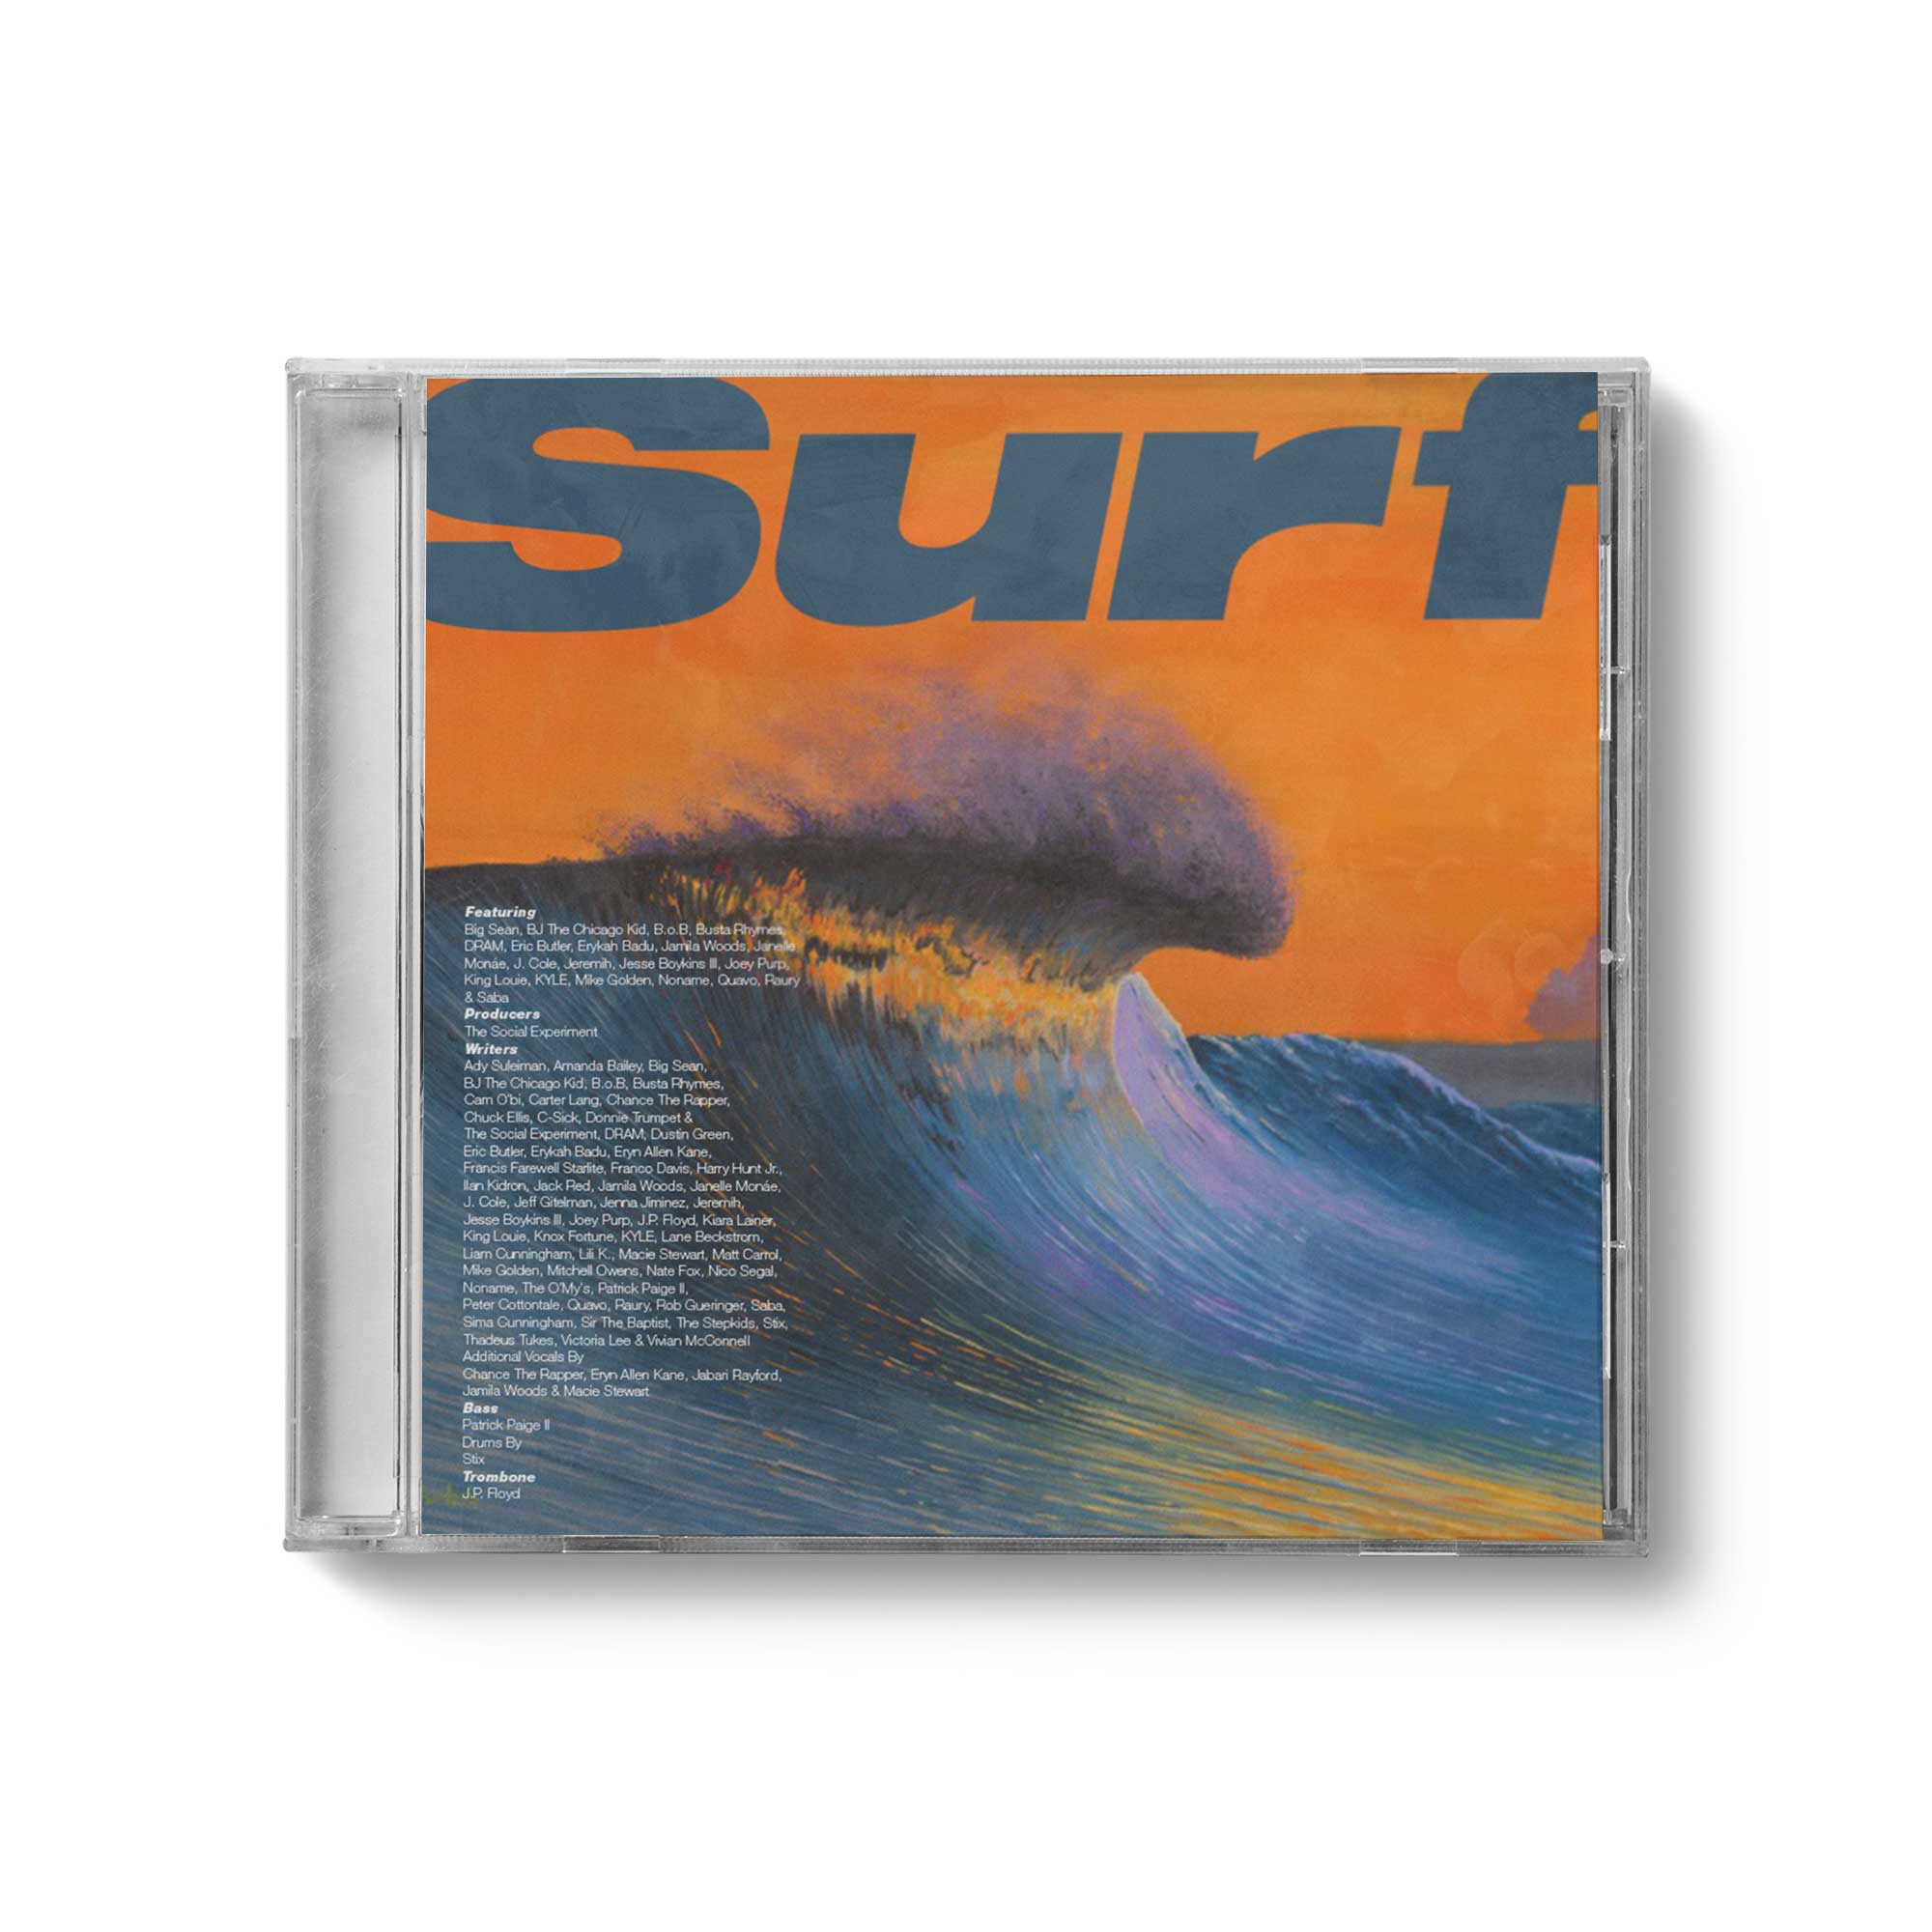 Surf
Featuring
Big Sean, BJ The Chicago Kid, B.o.B, Busta Rhymes,
DRAM, Eric Butler, Erykah Badu, Jamila Woods, Janelle
Monáe, J. Cole, Jeremih, Jesse Boykins III, Joey Purp,
King Louie, KYLE, Mike Golden, Noname, Quavo, Raury
& Saba
Producers
The Social Experiment
Writers
Ady Suleiman, Amanda Bailey, Big Sean,
BJ The Chicago Kid, B.o.B, Busta Rhymes,
Cam O'bi, Carter Lang, Chance The Rapper,
Chuck Ellis, C-Sick, Donnie Trumpet &
The Social Experiment, DRAM, Dustin Green,
Eric Butler, Erykah Badu, Eryn Allen Kane,
Francis Farewell Starlite, Franco Davis, Harry Hunt Jr.,
Ilan Kidron, Jack Red, Jamila Woods, Janelle Monáe,
J. Cole, Jeff Gitelman, Jenna Jiminez, Jeremih,
Jesse Boykins III, Joey Purp, J.P. Floyd, Kiara Lainer,
King Louie, Knox Fortune, KYLE, Lane Beckstrom,
Liam Cunningham, Lili K., Macie Stewart, Matt Carrol,
Mike Golden, Mitchell Owens, Nate Fox, Nico Segal,
Noname, The O'My's, Patrick Paige II,
Peter Cottontale, Quavo, Raury, Rob Gueringer, Saba,
Sima Cunningham, Sir The Baptist, The Stepkids, Stix,
Thadeus Tukes, Victoria Lee & Vivian McConnell
Additional Vocals By
Chance The Rapper, Eryn Allen Kane, Jabari Rayford,
Jamila Woods & Macie Stewart
Bass
Patrick Paige II
Drums By
Stix
Trombone
J.P. Floyd